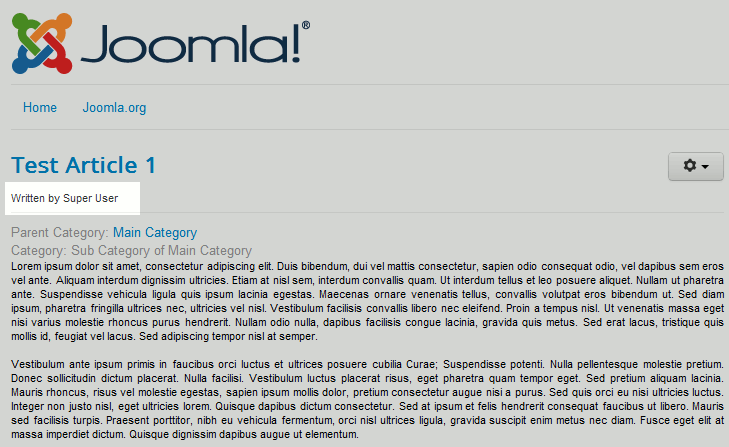 Joomla!®
Home Joomla.org
Test Article 1
Written by Super User
Parent Category: Main Category
Category: Sub Category of Main Category
Lorem ipsum dolor sit amet, consectetur adipiscing elit. Duis bibendum, dui vel mattis consectetur, sapien odio consequat odio, vel dapibus sem eros
vel ante. Aliquam interdum dignissim ultricies. Etiam at nisl sem, interdum convallis quam. Ut interdum tellus et leo posuere aliquet. Nullam ut pharetra
ante. Suspendisse vehicula ligula quis ipsum lacinia egestas. Maecenas ornare venenatis tellus, convallis volutpat eros bibendum ut. Sed diam
ipsum, pharetra fringilla ultrices nec, ultricies vel nisl. Vestibulum facilisis convallis libero nec eleifend. Proin a tempus nisl. Ut venenatis massa eget
nisi varius molestie rhoncus purus hendrerit. Nullam odio nulla, dapibus facilisis congue lacinia, gravida quis metus. Sed erat lacus, tristique quis
mollis id, feugiat vel lacus. Sed adipiscing tempor nisl at semper.
Vestibulum ante ipsum primis in faucibus orci luctus et ultrices posuere cubilia Curae; Suspendisse potenti. Nulla pellentesque molestie pretium.
Donec sollicitudin dictum placerat. Nulla facilisi. Vestibulum luctus placerat risus, eget pharetra quam tempor eget. Sed pretium aliquam lacinia.
Mauris rhoncus, risus vel molestie egestas, sapien ipsum mollis dolor, pretium consectetur augue nisi a purus. Sed quis orci eu nisi ultricies luctus.
Integer non justo nisl, eget ultricies lorem. Quisque dapibus dictum consectetur. Sed at ipsum et felis hendrerit consequat faucibus ut libero. Mauris
sed facilisis turpis. Praesent porttitor, nibh eu vehicula fermentum, orci nisl ultrices ligula, gravida suscipit enim metus nec diam. Fusce eget elit at
massa imperdiet dictum. Quisque dignissim dapibus augue ut elementum.